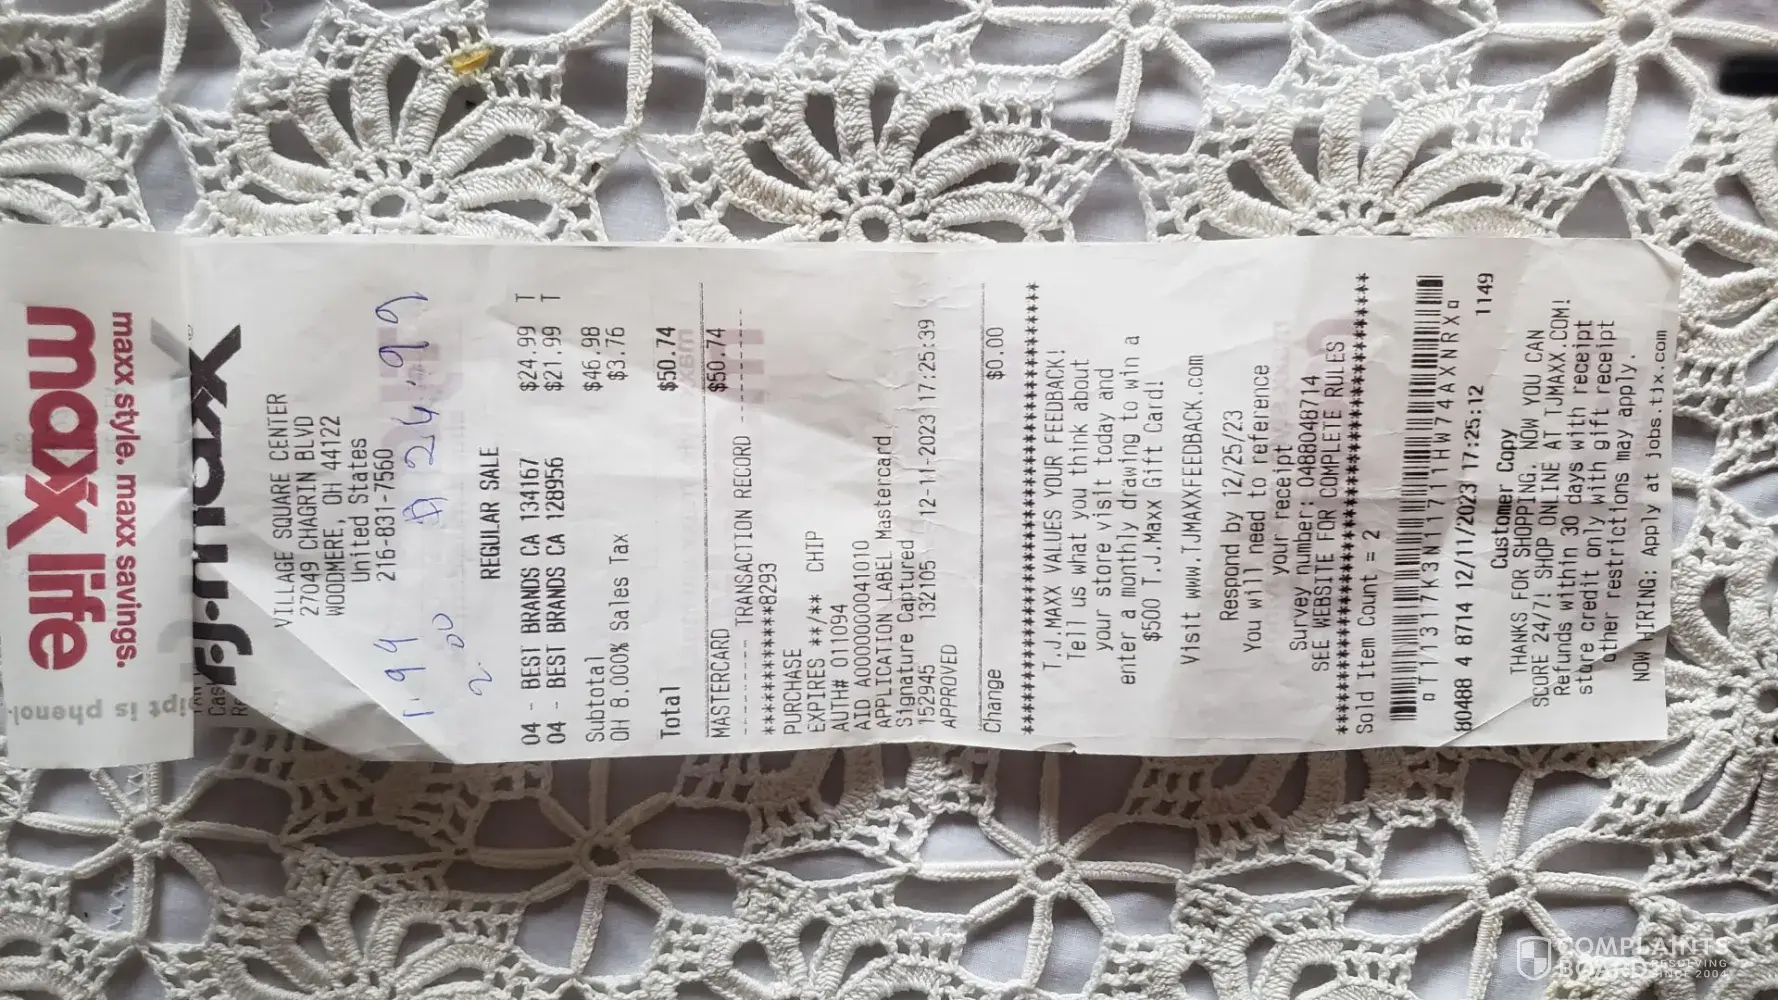 maxx life
maxx style. maxx savings.
T·J·maxx
VILLAGE SQUARE CENTER
27049 CHAGRIN BLVD
WOODMERE, OH 44122
United States
216-831-7560
A 24.99
2.00
REGULAR SALE
04 - BEST BRANDS CA 134167 $24.99 T
04 - BEST BRANDS CA 128956 $21.99 T
Subtotal $46.98
OH 8.000% Sales Tax $3.76
Total $50.74
MASTERCARD $50.74
-------- TRANSACTION RECORD --------
************8293
PURCHASE
EXPIRES **/** CHIP
AUTH# 011094
AID A0000000041010
APPLICATION LABEL Mastercard
Signature Captured
152945 132105 12-11-2023 17:25:39
APPROVED
Change $0.00
****************************************
T.J.MAXX VALUES YOUR FEEDBACK!
Tell us what you think about
your store visit today and
enter a monthly drawing to win a
$500 T.J.Maxx Gift Card!
Visit www.TJMAXXFEEDBACK.com
Respond by 12/25/23
You will need to reference
your receipt
Survey number: 0488048714
SEE WEBSITE FOR COMPLETE RULES
****************************************
Sold Item Count = 2
¤T11317K3N11711HW74AXNRX¤
80488 4 8714 12/11/2023 17:25:12 1149
Customer Copy
THANKS FOR SHOPPING. NOW YOU CAN
SCORE 24/7! SHOP ONLINE AT TJMAXX.COM!
Refunds within 30 days with receipt
store credit only with gift receipt
other restrictions may apply.
NOW HIRING: Apply at jobs.tjx.com
COMPLAINTS
BOARD RESOLVING
SINCE 2004